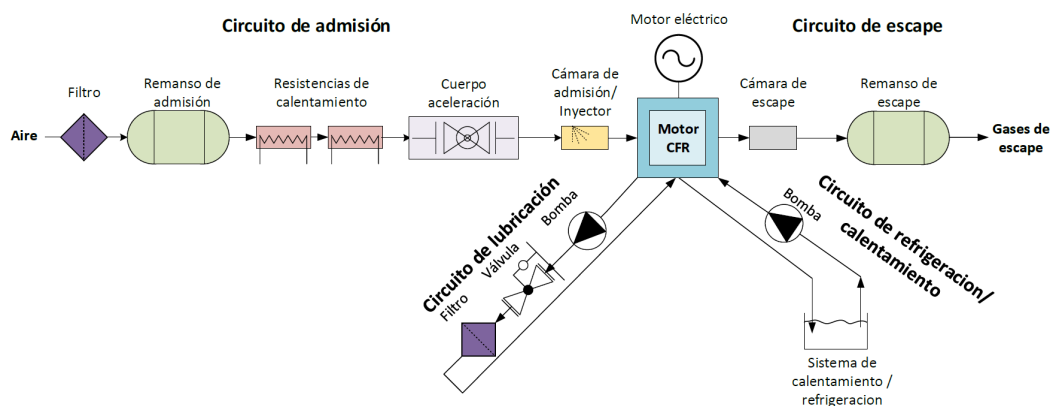 Circuito de admisión
Motor eléctrico
Circuito de escape
Filtro
Remanso de
admisión
Resistencias de
calentamiento
Cuerpo
aceleración
Cámara de
admisión/
Inyector
Cámara de
escape
Remanso de
escape
Aire
Motor
CFR
Gases de
escape
Circuito de lubricación
Bomba
Válvula
Filtro
Bomba
Circuito de refrigeracion/
calentamiento
Sistema de
calentamiento /
refrigeracion